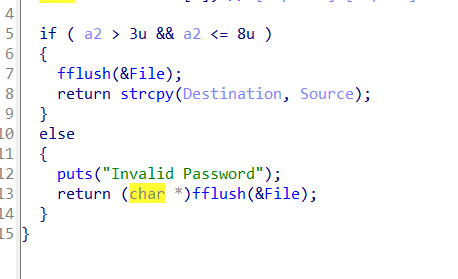 4
5 if ( a2 > 3u && a2 <= 8u )
6 {
7 fflush(&File);
8 return strcpy(Destination, Source);
9 }
10 else
11 {
12 puts("Invalid Password");
13 return (char *)fflush(&File);
14 }
15 }